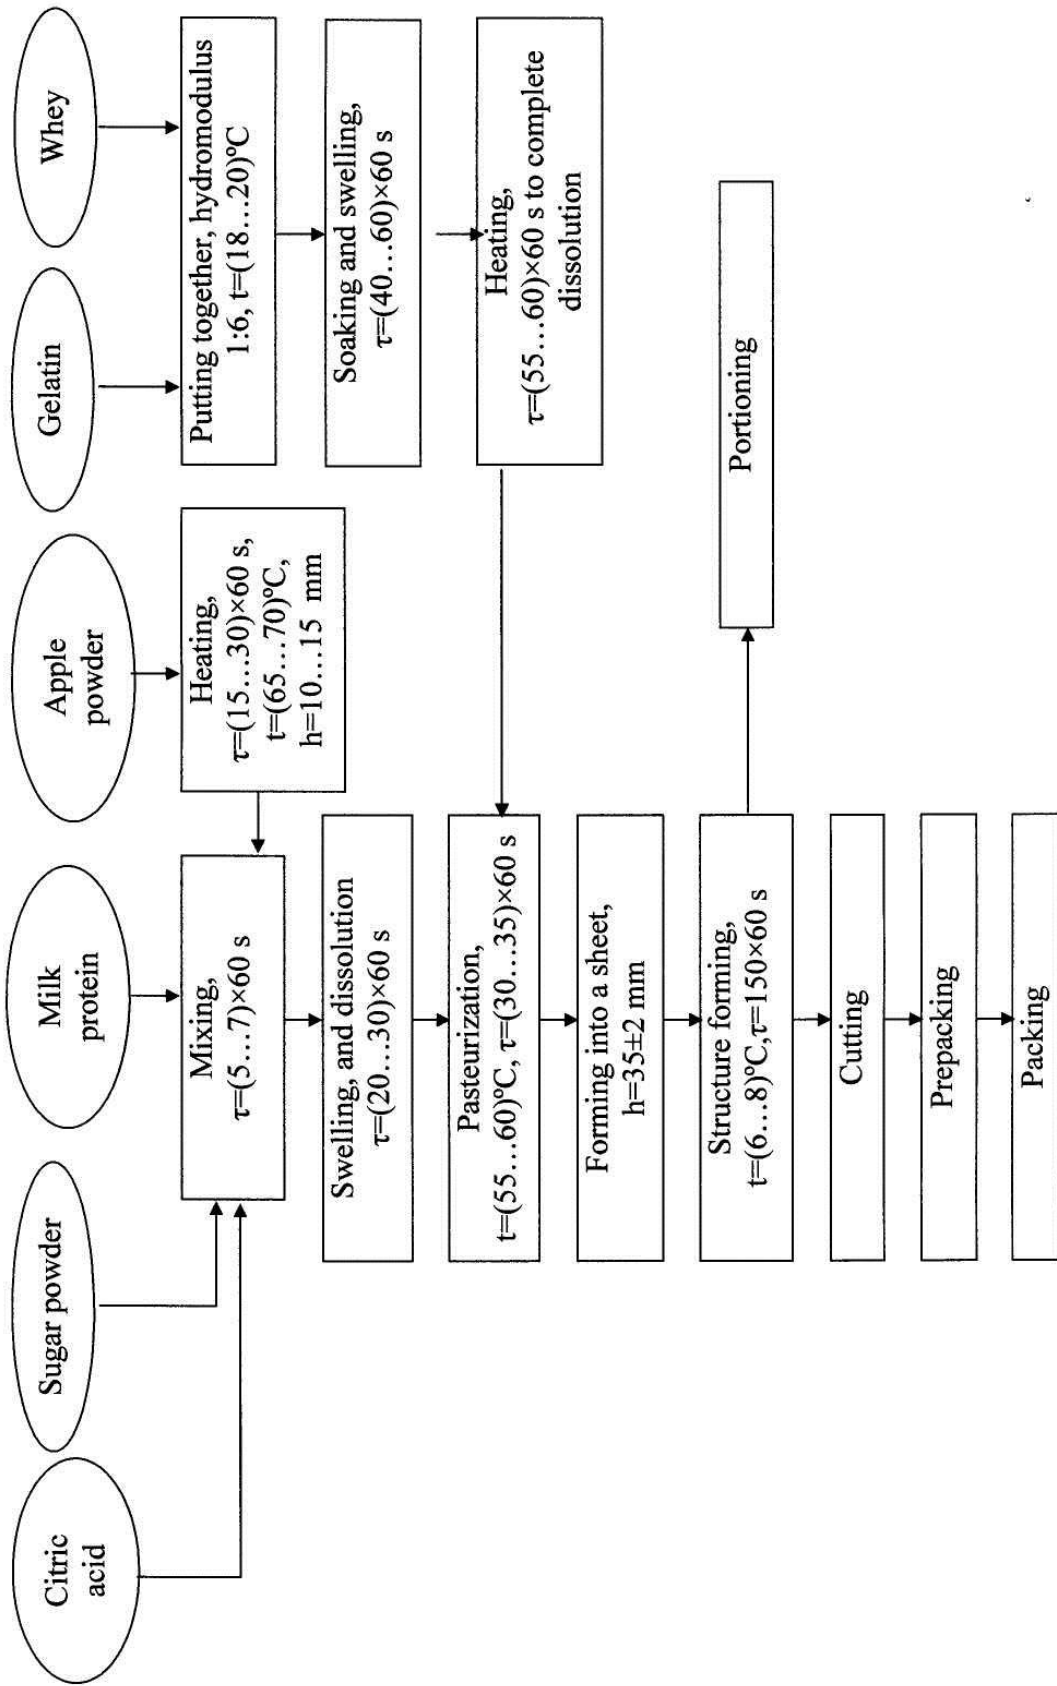 Citric
acid
Sugar powder
Milk
protein
Apple
powder
Gelatin
Whey
Mixing,
τ=(5…7)×60 s
Heating,
τ=(15…30)×60 s,
t=(65…70)ºC,
h=10…15 mm
Putting together, hydromodulus
1:6, t=(18…20)ºC
Swelling, and dissolution
τ=(20…30)×60 s
Soaking and swelling,
τ=(40…60)×60 s
Pasteurization,
t=(55…60)ºC, τ=(30…35)×60 s
Heating,
τ=(55…60)×60 s to complete
dissolution
Forming into a sheet,
h=35±2 mm
Structure forming,
t=(6…8)ºC,τ=150×60 s
Portioning
Cutting
Prepacking
Packing